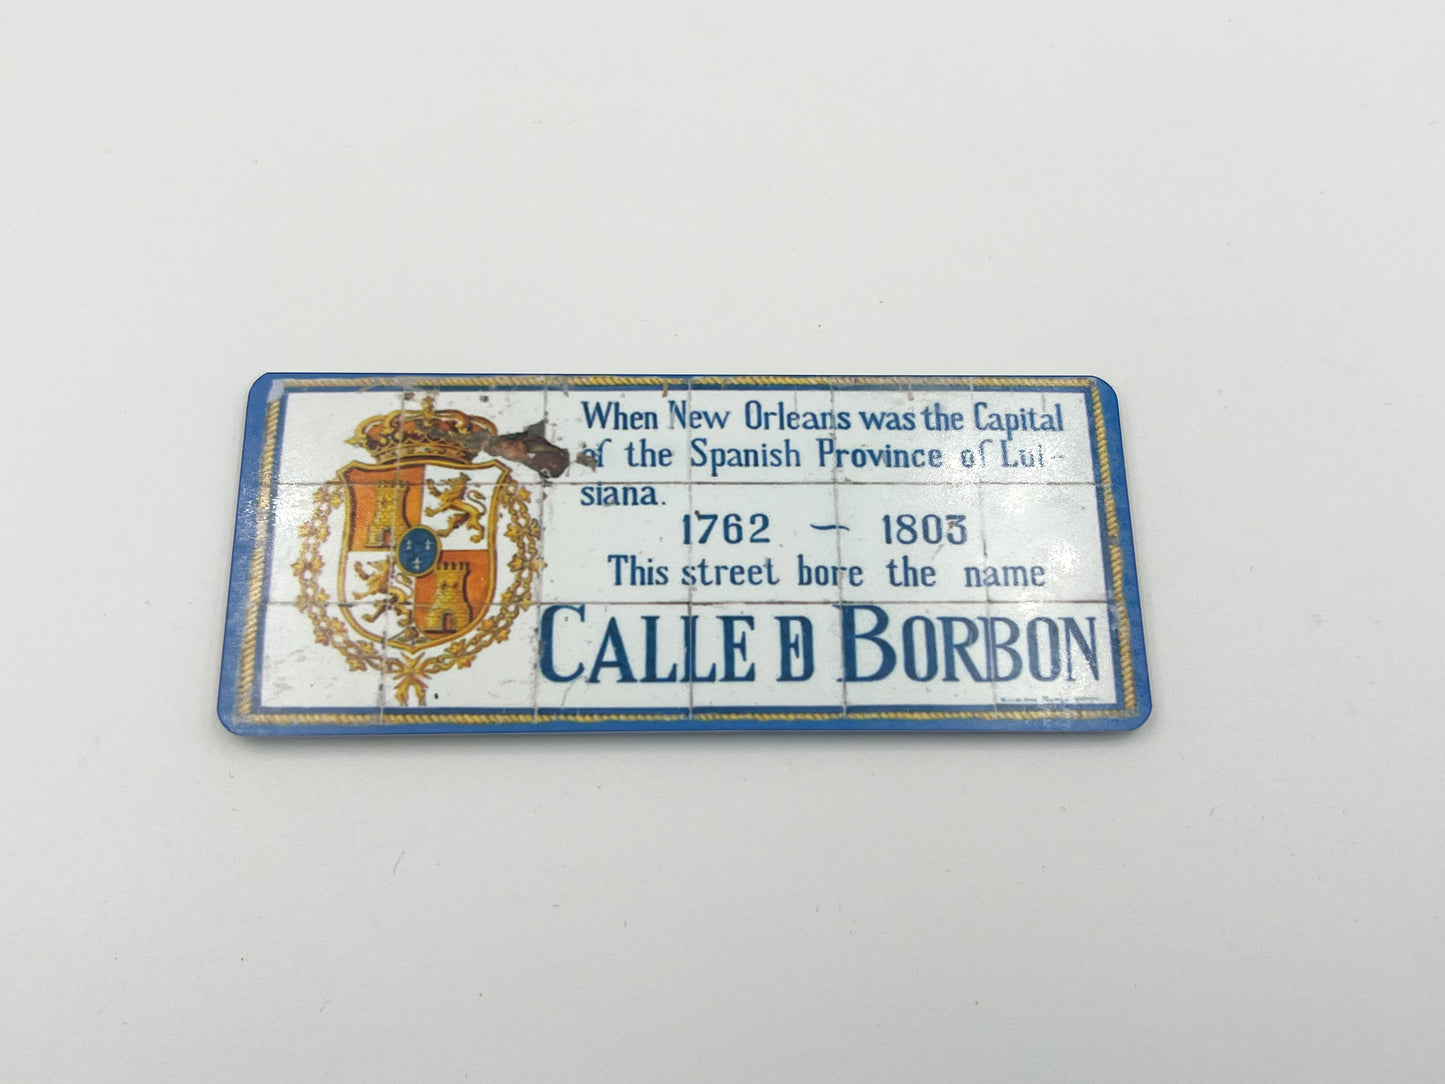 When New Orleans was the Capital
of the Spanish Province of Lui-
siana.
1762 ~ 1803
This street bore the name
CALLE D BORBON